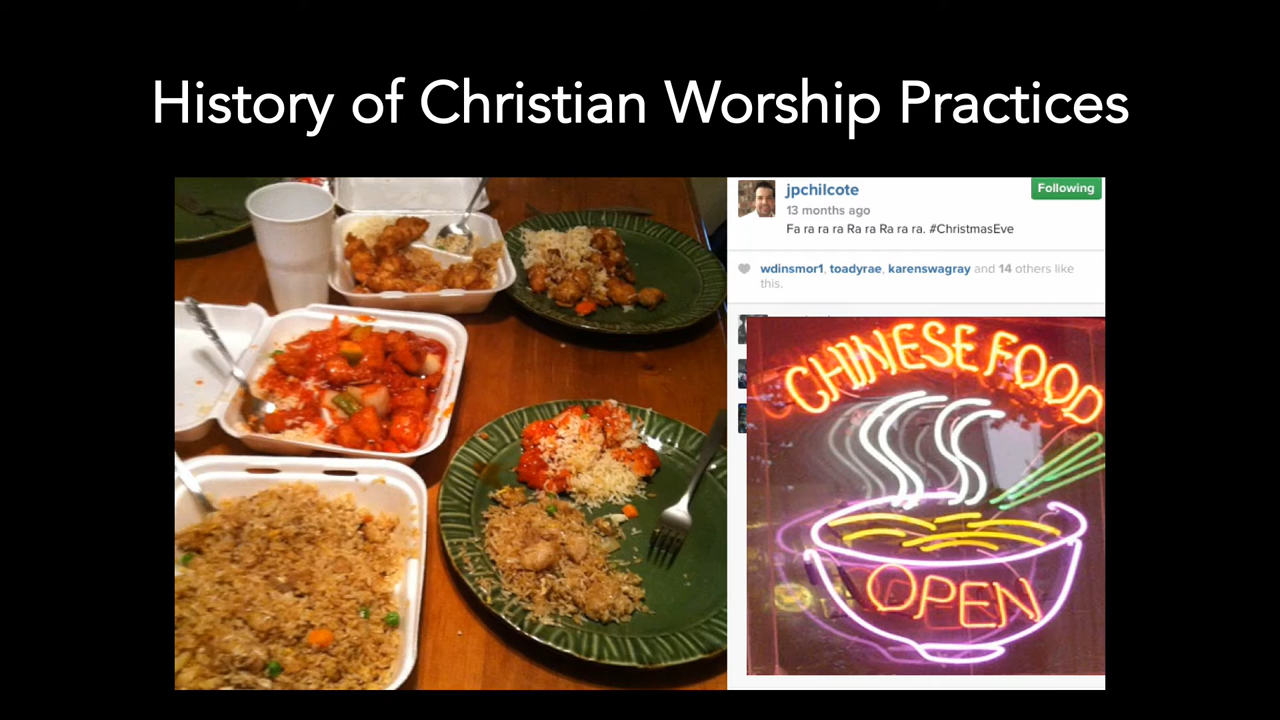 History of Christian Worship Practices
jpchilcote
Following
13 months ago
Fa ra ra ra Ra ra Ra ra ra. #ChristmasEve
wdinsmor1, toadyrae, karenswagray and 14 others like
this.
CHINESE FOOD
OPEN